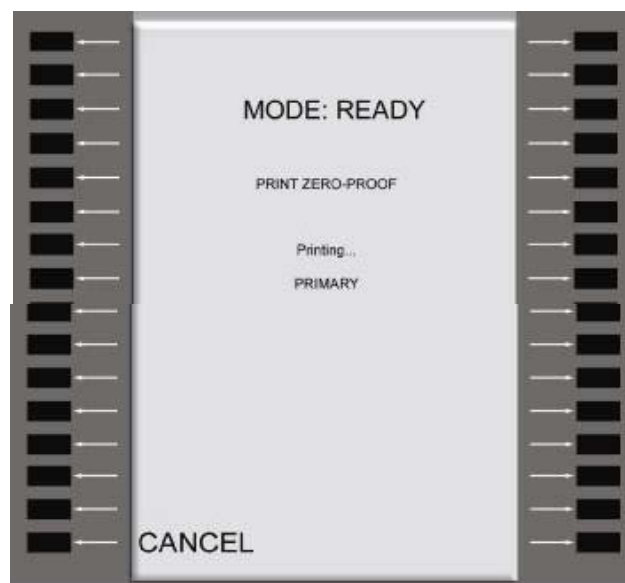 MODE: READY
PRINT ZERO-PROOF
Printing...
PRIMARY
CANCEL